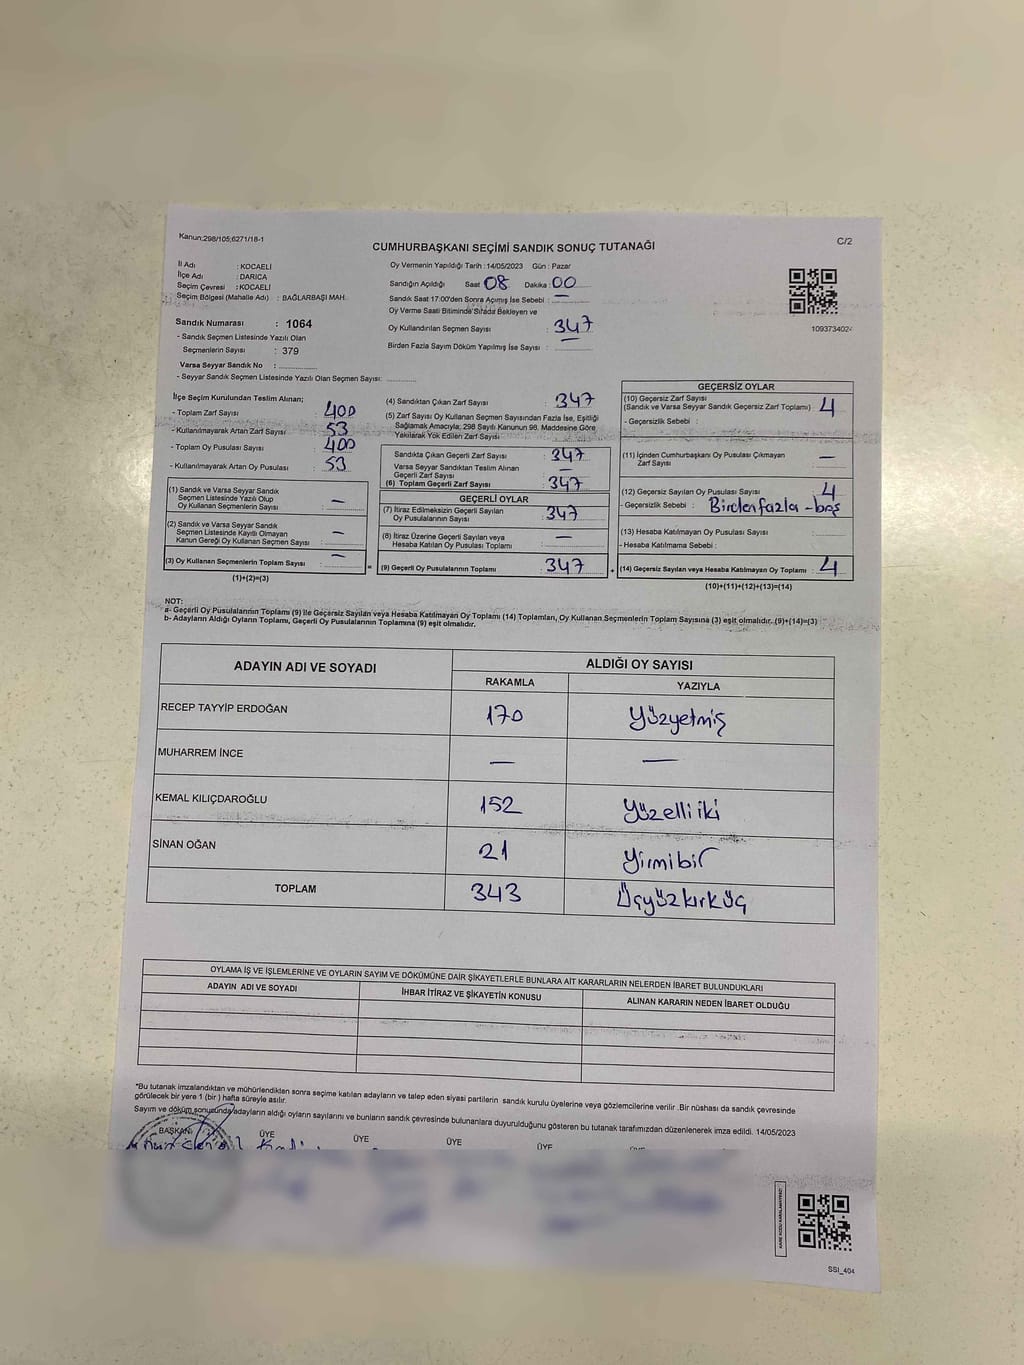 Kanun:298/105;6271/18-1
C/2
CUMHURBAŞKANI SEÇİMİ SANDIK SONUÇ TUTANAĞI
İl Adı : KOCAELİ
İlçe Adı : DARICA
Seçim Çevresi : KOCAELİ
Seçim Bölgesi (Mahalle Adı) : BAĞLARBAŞI MAH.
Sandık Numarası : 1064
- Sandık Seçmen Listesinde Yazılı Olan
Seçmenlerin Sayısı : 379
Varsa Seyyar Sandık No :
- Seyyar Sandık Seçmen Listesinde Yazılı Olan Seçmen Sayısı:
Oy Vermenin Yapıldığı Tarih :14/05/2023 Gün : Pazar
Sandığın Açıldığı Saat 08 Dakika 00
Sandık Saat 17:00'den Sonra Açımış İse Sebebi : —
Oy Verme Saati Bitiminde Sırada Bekleyen ve
Oy Kullandırılan Seçmen Sayısı : 347
Birden Fazla Sayım Döküm Yapılmış İse Sayısı :
1093734024
İlçe Seçim Kurulundan Teslim Alınan;
- Toplam Zarf Sayısı : 400
- Kullanılmayarak Artan Zarf Sayısı : 53
- Toplam Oy Pusulası Sayısı : 400
- Kullanılmayarak Artan Oy Pusulası : 53
(1) Sandık ve Varsa Seyyar Sandık
Seçmen Listesinde Yazılı Olup
Oy Kullanan Seçmenlerin Sayısı : —
(2) Sandık ve Varsa Seyyar Sandık
Seçmen Listesinde Kayıtlı Olmayan
Kanun Gereği Oy Kullanan Seçmen Sayısı : —
(3) Oy Kullanan Seçmenlerin Toplam Sayısı : —
(1)+(2)=(3)
(4) Sandıktan Çıkan Zarf Sayısı : 347
(5) Zarf Sayısı Oy Kullanan Seçmen Sayısından Fazla İse, Eşitliği
Sağlamak Amacıyla; 298 Sayılı Kanunun 98. Maddesine Göre
Yakılarak Yok Edilen Zarf Sayısı
Sandıkta Çıkan Geçerli Zarf Sayısı : 347
Varsa Seyyar Sandıktan Teslim Alınan
Geçerli Zarf Sayısı : —
(6) Toplam Geçerli Zarf Sayısı : 347
GEÇERLİ OYLAR
(7) İtiraz Edilmeksizin Geçerli Sayılan
Oy Pusulalarının Sayısı : 347
(8) İtiraz Üzerine Geçerli Sayılan veya
Hesaba Katılan Oy Pusulası Toplamı : —
= (9) Geçerli Oy Pusulalarının Toplamı : 347 +
GEÇERSİZ OYLAR
(10) Geçersiz Zarf Sayısı
(Sandık ve Varsa Seyyar Sandık Geçersiz Zarf Toplamı) : 4
- Geçersizlik Sebebi :
(11) İçinden Cumhurbaşkanı Oy Pusulası Çıkmayan
Zarf Sayısı : —
(12) Geçersiz Sayılan Oy Pusulası Sayısı : 4
- Geçersizlik Sebebi : Birdenfazla - boş
(13) Hesaba Katılmayan Oy Pusulası Sayısı :
- Hesaba Katılmama Sebebi :
(14) Geçersiz Sayılan veya Hesaba Katılmayan Oy Toplamı : 4
(10)+(11)+(12)+(13)=(14)
NOT:
a- Geçerli Oy Pusulalarının Toplamı (9) ile Geçersiz Sayılan veya Hesaba Katılmayan Oy Toplamı (14) Toplamları, Oy Kullanan Seçmenlerin Toplam Sayısına (3) eşit olmalıdır. (9)+(14)=(3)
b- Adayların Aldığı Oyların Toplamı, Geçerli Oy Pusulalarının Toplamına (9) eşit olmalıdır.
ADAYIN ADI VE SOYADI
ALDIĞI OY SAYISI
RAKAMLA YAZIYLA
RECEP TAYYİP ERDOĞAN 170 Yüzyetmiş
MUHARREM İNCE — —
KEMAL KILIÇDAROĞLU 152 Yüzelli iki
SİNAN OĞAN 21 Yirmibir
TOPLAM 343 Üçyüzkırküç
OYLAMA İŞ VE İŞLEMLERİNE VE OYLARIN SAYIM VE DÖKÜMÜNE DAİR ŞİKAYETLERLE BUNLARA AİT KARARLARIN NELERDEN İBARET BULUNDUKLARI
ADAYIN ADI VE SOYADI İHBAR İTİRAZ VE ŞİKAYETİN KONUSU ALINAN KARARIN NEDEN İBARET OLDUĞU
*Bu tutanak imzalandıktan ve mühürlendikten sonra seçime katılan adayların ve talep eden siyasi partilerin sandık kurulu üyelerine veya gözlemcilerine verilir .Bir nüshası da sandık çevresinde
görülecek bir yere 1 (bir ) hafta süreyle asılır.
Sayım ve döküm sonusunda adayların aldığı oyların sayılarını ve bunların sandık çevresinde bulunanlara duyurulduğunu gösteren bu tutanak tarafımızdan düzenlenerek imza edildi. 14/05/2023
BAŞKAN ÜYE ÜYE ÜYE ÜYE
SSI_404